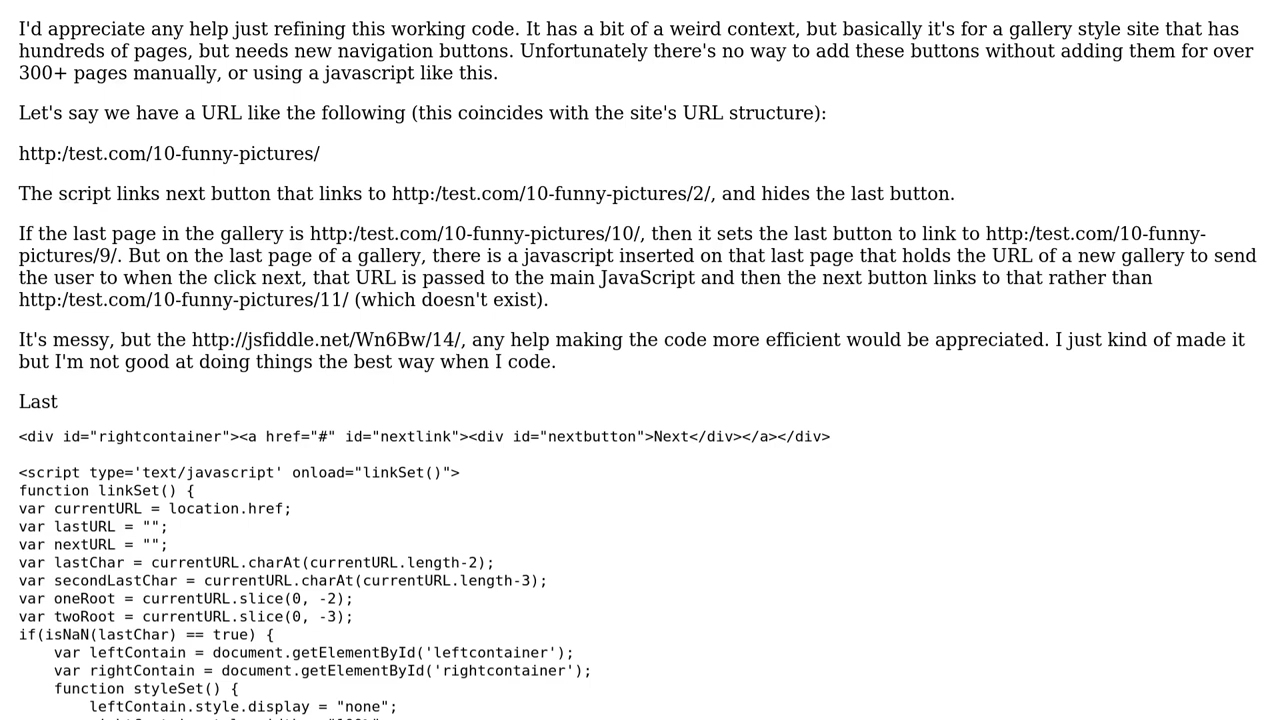 I'd appreciate any help just refining this working code. It has a bit of a weird context, but basically it's for a gallery style site that has
hundreds of pages, but needs new navigation buttons. Unfortunately there's no way to add these buttons without adding them for over
300+ pages manually, or using a javascript like this.
Let's say we have a URL like the following (this coincides with the site's URL structure):
http:/test.com/10-funny-pictures/
The script links next button that links to http:/test.com/10-funny-pictures/2/, and hides the last button.
If the last page in the gallery is http:/test.com/10-funny-pictures/10/, then it sets the last button to link to http:/test.com/10-funny-
pictures/9/. But on the last page of a gallery, there is a javascript inserted on that last page that holds the URL of a new gallery to send
the user to when the click next, that URL is passed to the main JavaScript and then the next button links to that rather than
http:/test.com/10-funny-pictures/11/ (which doesn't exist).
It's messy, but the http://jsfiddle.net/Wn6Bw/14/, any help making the code more efficient would be appreciated. I just kind of made it
but I'm not good at doing things the best way when I code.
Last
<div id="rightcontainer"><a href="#" id="nextlink"><div id="nextbutton">Next</div></a></div>
<script type='text/javascript' onload="linkSet()">
function linkSet() {
var currentURL = location.href;
var lastURL = "";
var nextURL = "";
var lastChar = currentURL.charAt(currentURL.length-2);
var secondLastChar = currentURL.charAt(currentURL.length-3);
var oneRoot = currentURL.slice(0, -2);
var twoRoot = currentURL.slice(0, -3);
if(isNaN(lastChar) == true) {
    var leftContain = document.getElementById('leftcontainer');
    var rightContain = document.getElementById('rightcontainer');
    function styleSet() {
        leftContain.style.display = "none";